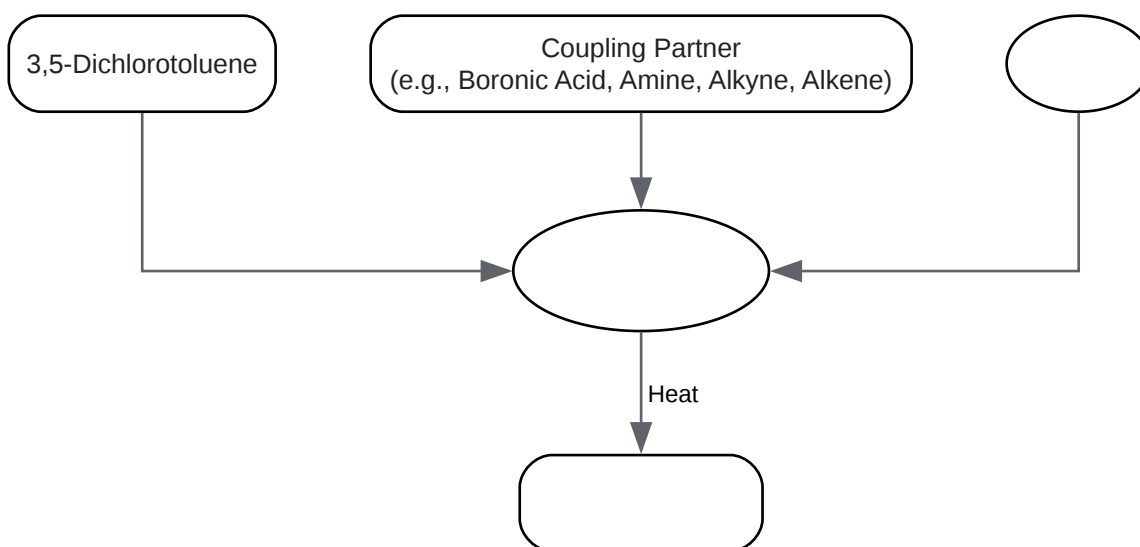 3,5-Dichlorotoluene
Coupling Partner
(e.g., Boronic Acid, Amine, Alkyne, Alkene)
Heat